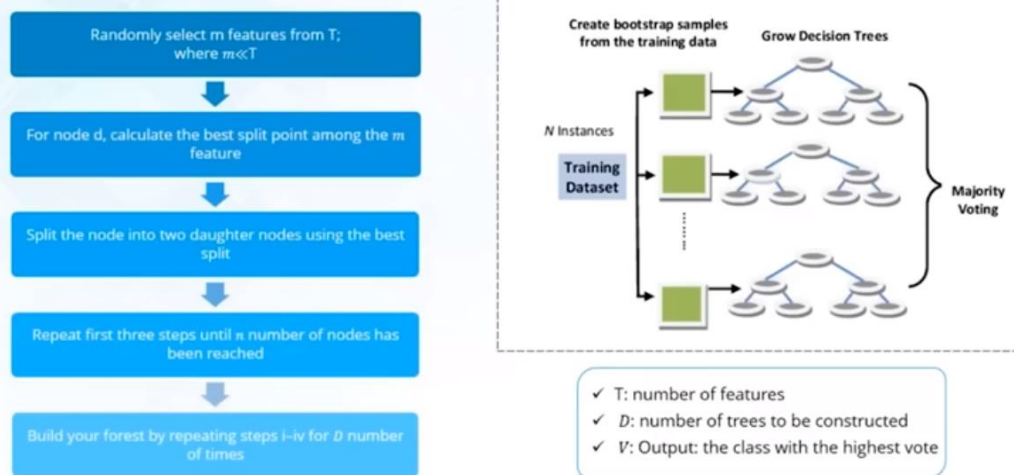 Randomly select m features from T;
where m≪T
For node d, calculate the best split point among the m
feature
Split the node into two daughter nodes using the best
split
Repeat first three steps until n number of nodes has
been reached
Build your forest by repeating steps i–iv for D number
of times
Create bootstrap samples
from the training data
Grow Decision Trees
N Instances
Training
Dataset
Majority
Voting
✓ T: number of features
✓ D: number of trees to be constructed
✓ V: Output: the class with the highest vote